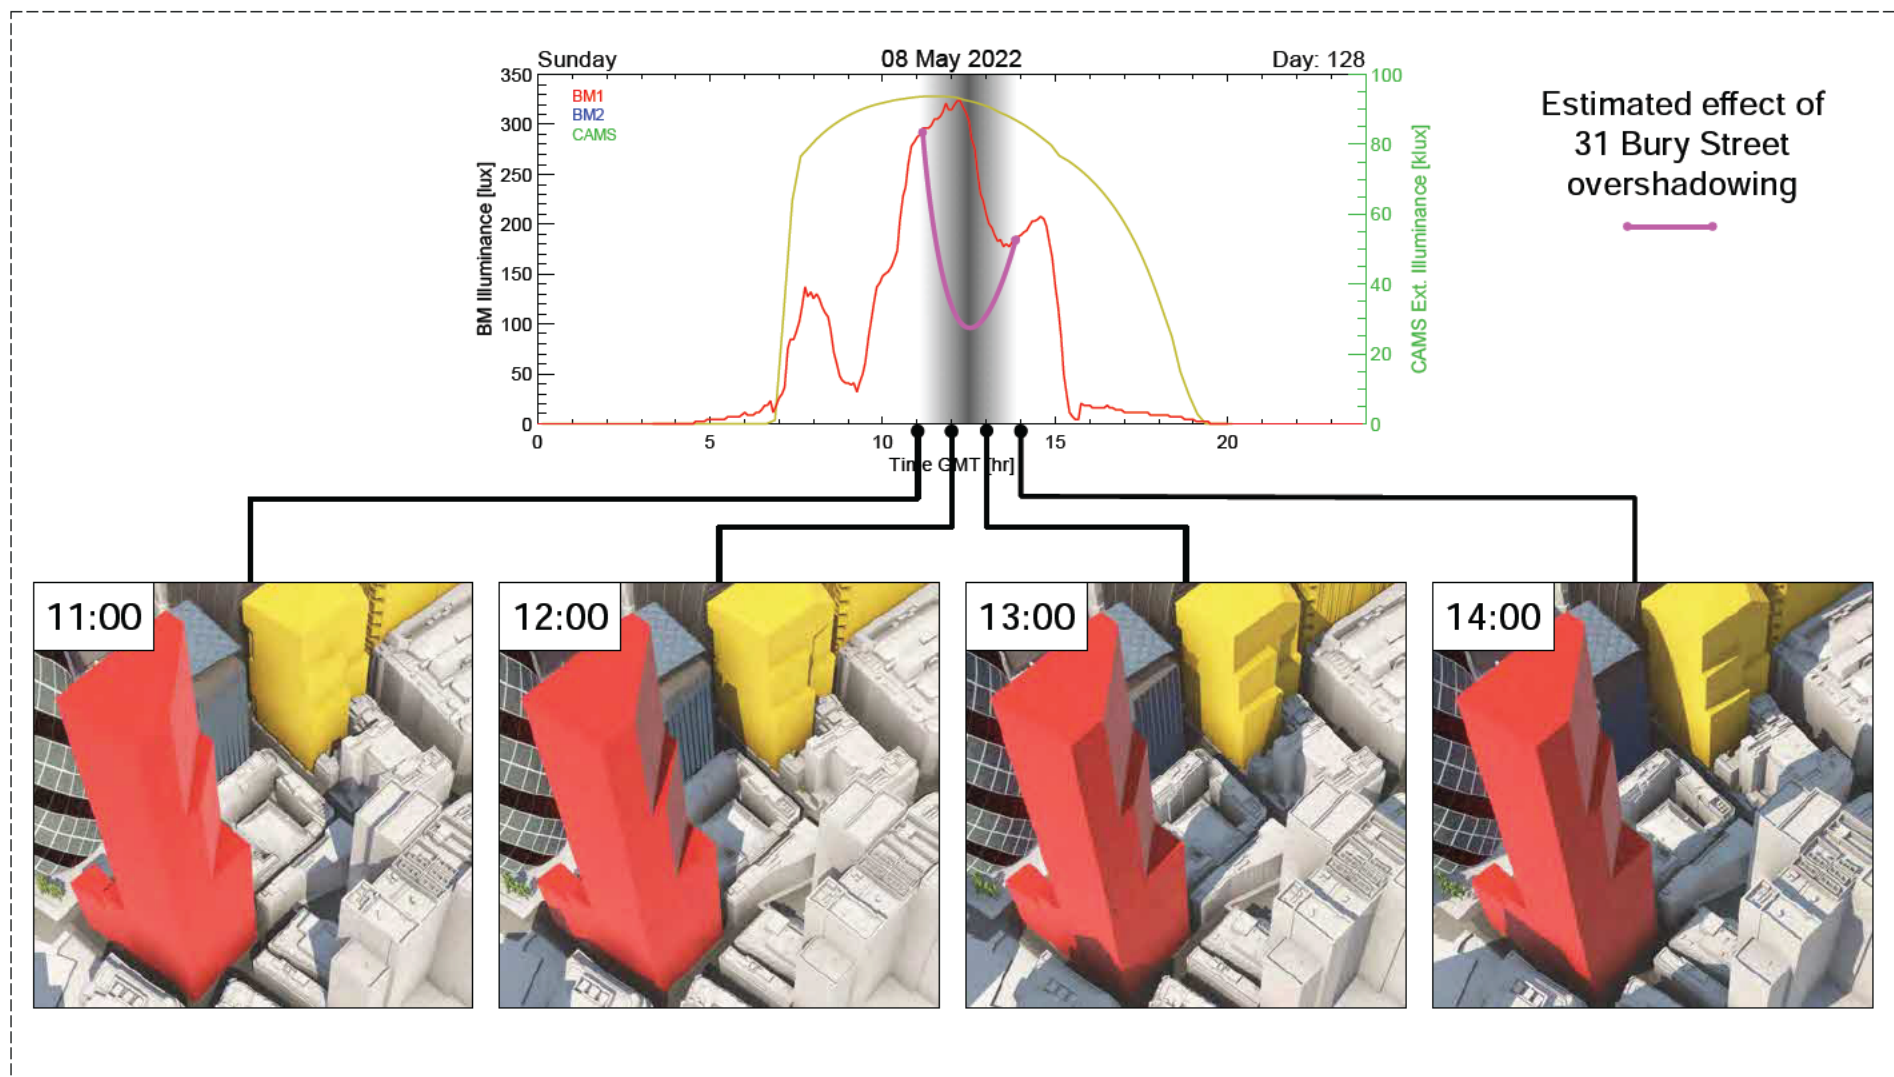 Sunday
08 May 2022
Day: 128
350
300
250
200
150
100
50
0
BM Illuminance [lux]
BM1
BM2
CAMS
100
80
60
40
20
0
CAMS Ext. Illuminance [klux]
0
5
10
15
20
Time GMT [hr]
Estimated effect of
31 Bury Street
overshadowing
11:00
12:00
13:00
14:00